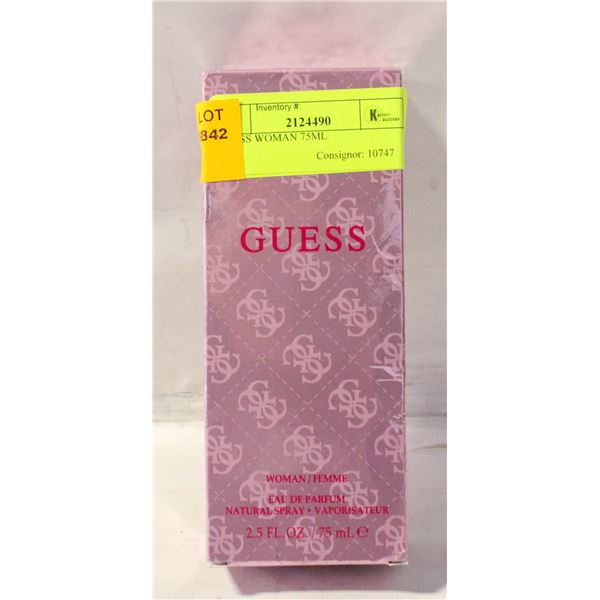 LOT
842
Inventory #:
2124490
SS WOMAN 75ML
Consignor: 10747
GUESS
WOMAN/FEMME
EAU DE PARFUM
NATURAL SPRAY • VAPORISATEUR
2.5 FL.OZ./75 mL ℮